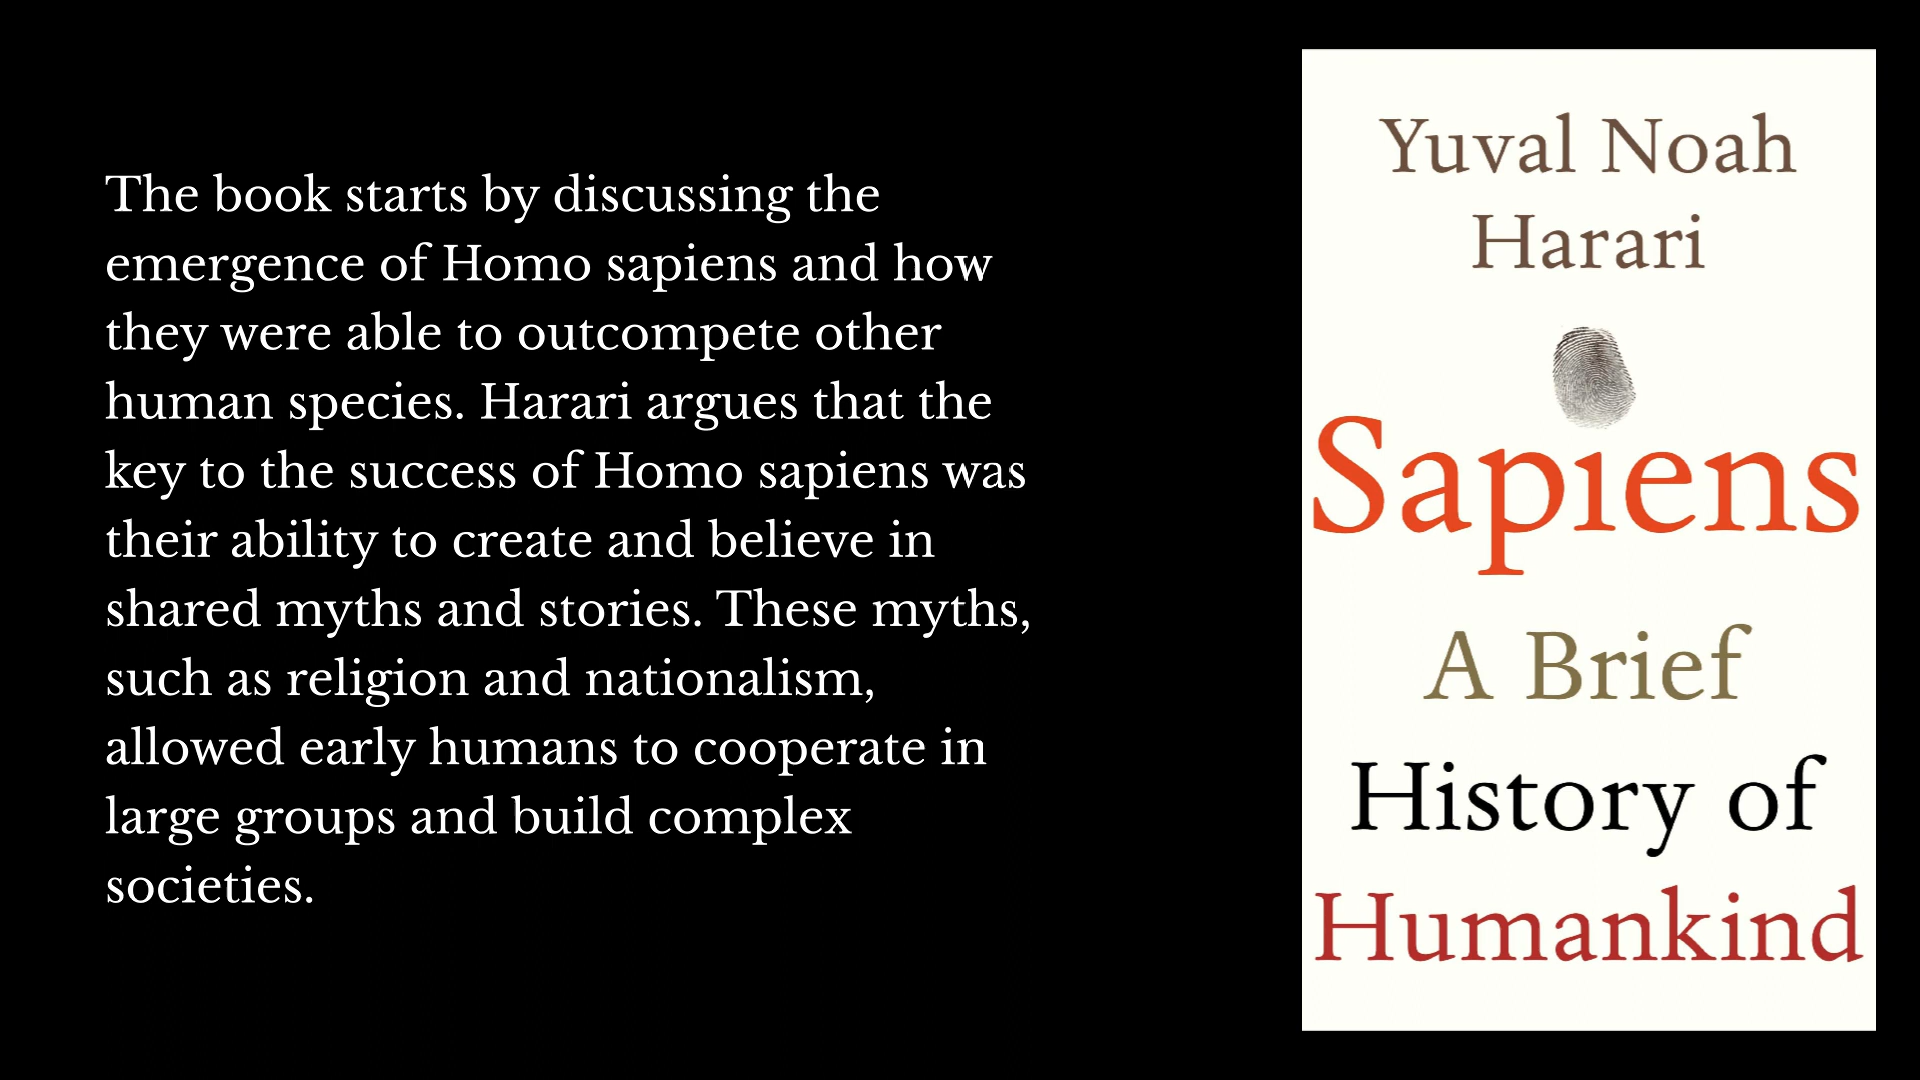 The book starts by discussing the
emergence of Homo sapiens and how
they were able to outcompete other
human species. Harari argues that the
key to the success of Homo sapiens was
their ability to create and believe in
shared myths and stories. These myths,
such as religion and nationalism,
allowed early humans to cooperate in
large groups and build complex
societies.
Yuval Noah
Harari
Sapiens
A Brief
History of
Humankind